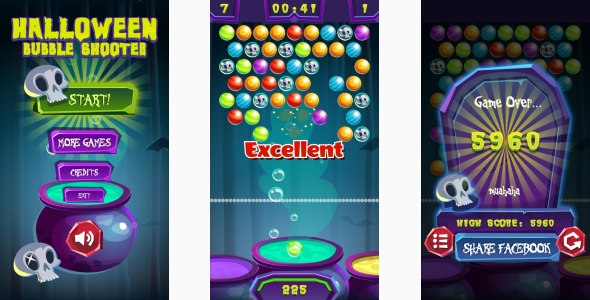 HALLOWEEN
BUBBLE SHOOTER
START!
MORE GAMES
CREDITS
EXIT
7 00:41 1
Excellent
225
Game Over...
5960
muahaha
HIGH SCORE: 5960
SHARE FACEBOOK